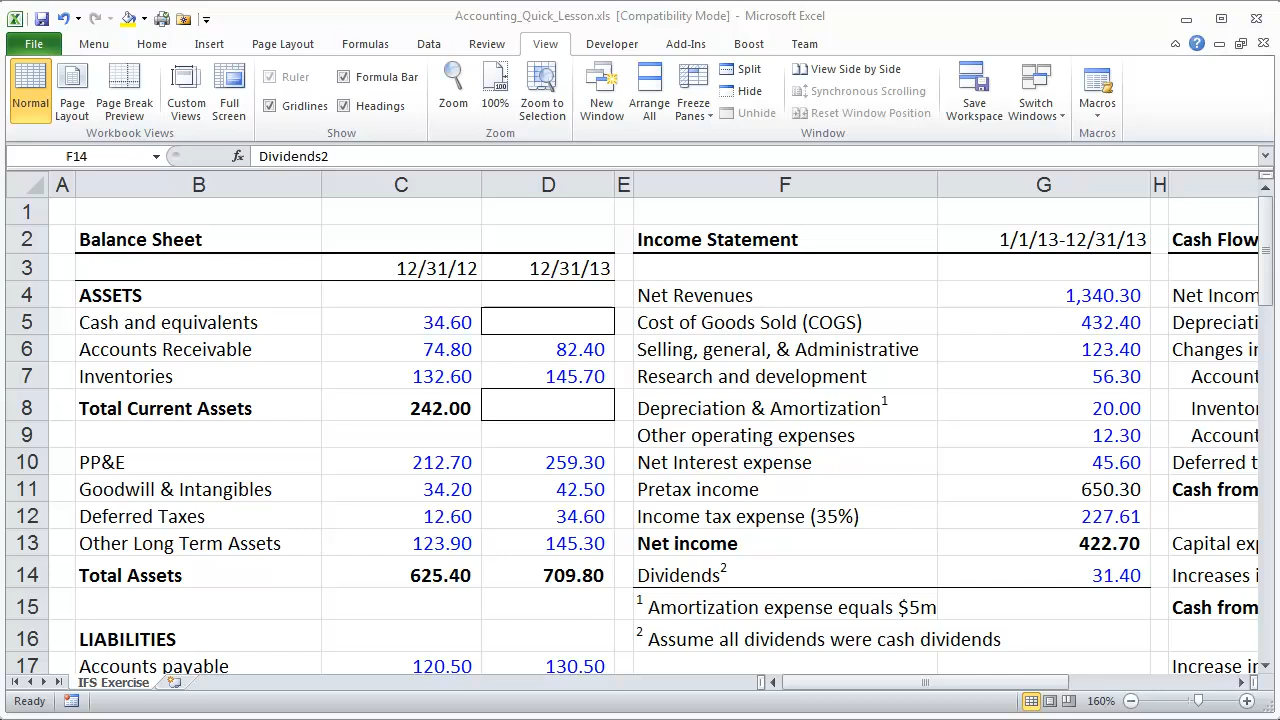 Accounting_Quick_Lesson.xls [Compatibility Mode] - Microsoft Excel
File Menu Home Insert Page Layout Formulas Data Review View Developer Add-Ins Boost Team
Normal Page Layout Page Break Preview Custom Views Full Screen
Workbook Views
Ruler Formula Bar
Gridlines Headings
Show
Zoom 100% Zoom to Selection
Zoom
New Window Arrange All Freeze Panes
Split
Hide
Unhide
View Side by Side
Synchronous Scrolling
Reset Window Position
Window
Save Workspace Switch Windows
Macros
Macros
F14 fx Dividends2
A B C D E F G H
1
2 Balance Sheet Income Statement 1/1/13-12/31/13 Cash Flow
3 12/31/12 12/31/13
4 ASSETS Net Revenues 1,340.30 Net Incom
5 Cash and equivalents 34.60 Cost of Goods Sold (COGS) 432.40 Depreciati
6 Accounts Receivable 74.80 82.40 Selling, general, & Administrative 123.40 Changes in
7 Inventories 132.60 145.70 Research and development 56.30 Account
8 Total Current Assets 242.00 Depreciation & Amortization1 20.00 Inventor
9 Other operating expenses 12.30 Account
10 PP&E 212.70 259.30 Net Interest expense 45.60 Deferred t
11 Goodwill & Intangibles 34.20 42.50 Pretax income 650.30 Cash from
12 Deferred Taxes 12.60 34.60 Income tax expense (35%) 227.61
13 Other Long Term Assets 123.90 145.30 Net income 422.70 Capital exp
14 Total Assets 625.40 709.80 Dividends2 31.40 Increases i
15 1 Amortization expense equals $5m Cash from
16 LIABILITIES 2 Assume all dividends were cash dividends
17 Accounts payable 120.50 130.50 Increase in
IFS Exercise
Ready 160%